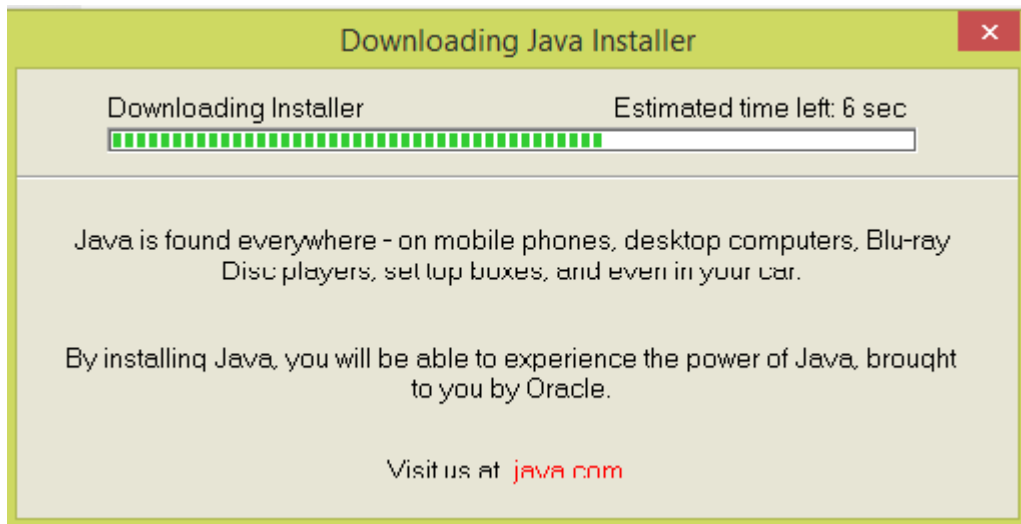 Downloading Java Installer
Downloading Installer Estimated time left: 6 sec
Java is found everywhere - on mobile phones, desktop computers, Blu-ray
Disc players, set top boxes, and even in your car.
By installing Java, you will be able to experience the power of Java, brought
to you by Oracle.
Visit us at java.com